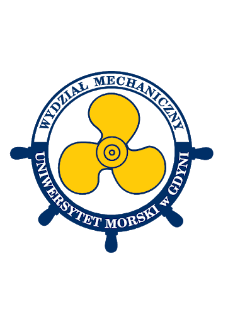 WYDZIAŁ MECHANICZNY
UNIWERSYTET MORSKI w GDYNI